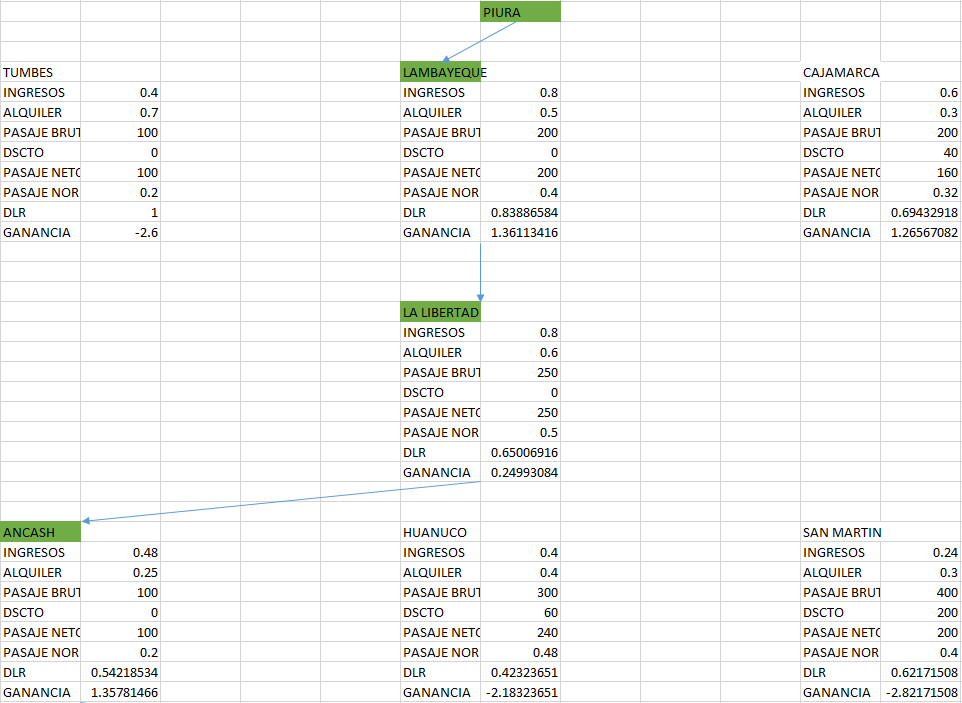 PIURA
TUMBES LAMBAYEQUE CAJAMARCA
INGRESOS 0.4 INGRESOS 0.8 INGRESOS 0.6
ALQUILER 0.7 ALQUILER 0.5 ALQUILER 0.3
PASAJE BRUT 100 PASAJE BRUT 200 PASAJE BRUT 200
DSCTO 0 DSCTO 0 DSCTO 40
PASAJE NETO 100 PASAJE NETO 200 PASAJE NETO 160
PASAJE NOR 0.2 PASAJE NOR 0.4 PASAJE NOR 0.32
DLR 1 DLR 0.83886584 DLR 0.69432918
GANANCIA -2.6 GANANCIA 1.36113416 GANANCIA 1.26567082
LA LIBERTAD
INGRESOS 0.8
ALQUILER 0.6
PASAJE BRUT 250
DSCTO 0
PASAJE NETO 250
PASAJE NOR 0.5
DLR 0.65006916
GANANCIA 0.24993084
ANCASH HUANUCO SAN MARTIN
INGRESOS 0.48 INGRESOS 0.4 INGRESOS 0.24
ALQUILER 0.25 ALQUILER 0.4 ALQUILER 0.3
PASAJE BRUT 100 PASAJE BRUT 300 PASAJE BRUT 400
DSCTO 0 DSCTO 60 DSCTO 200
PASAJE NETO 100 PASAJE NETO 240 PASAJE NETO 200
PASAJE NOR 0.2 PASAJE NOR 0.48 PASAJE NOR 0.4
DLR 0.54218534 DLR 0.42323651 DLR 0.62171508
GANANCIA 1.35781466 GANANCIA -2.18323651 GANANCIA -2.82171508